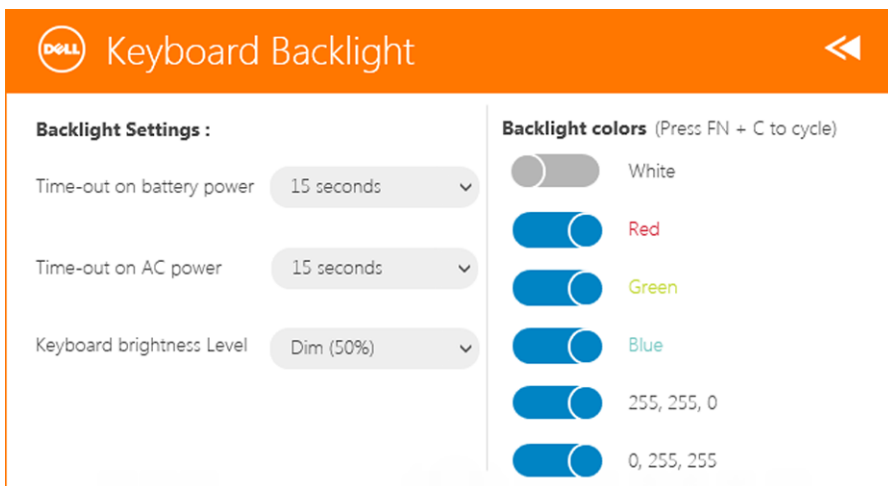 DELL Keyboard Backlight
Backlight Settings :
Time-out on battery power 15 seconds
Time-out on AC power 15 seconds
Keyboard brightness Level Dim (50%)
Backlight colors (Press FN + C to cycle)
White
Red
Green
Blue
255, 255, 0
0, 255, 255